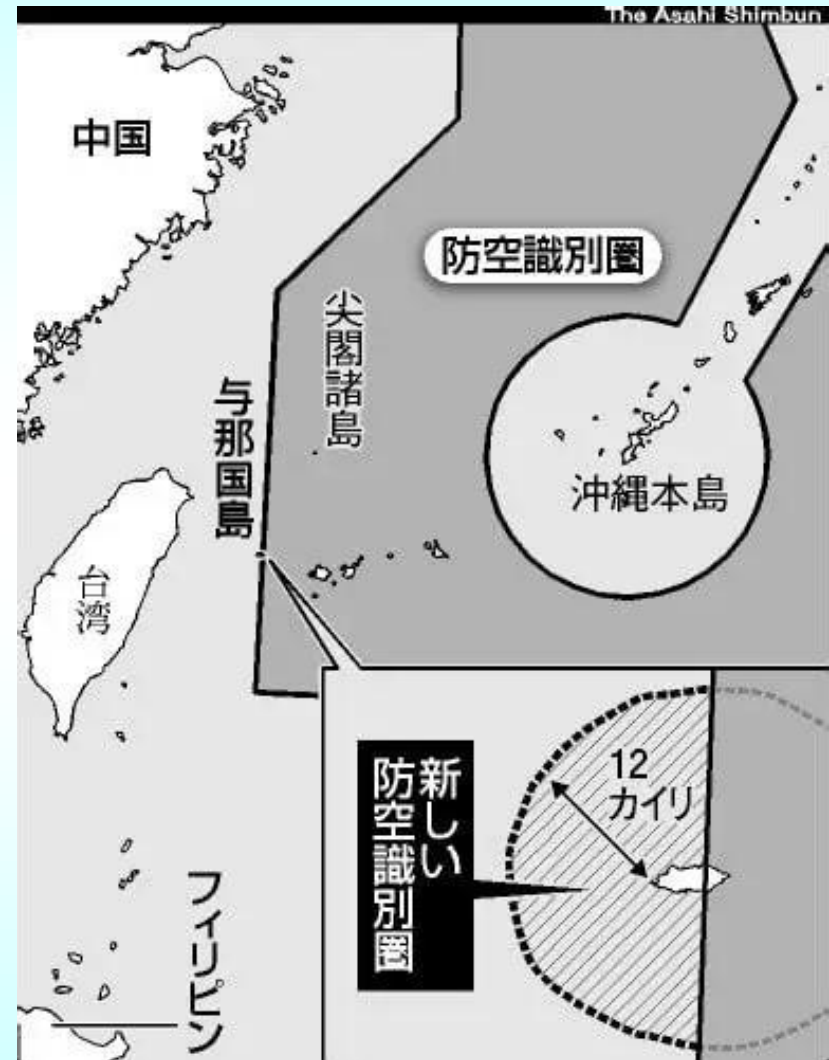 The Asahi Shimbun
中国
防空識別圏
尖閣諸島
与那国島
沖縄本島
台湾
12
カイリ
新しい
防空識別圏
フィリピン